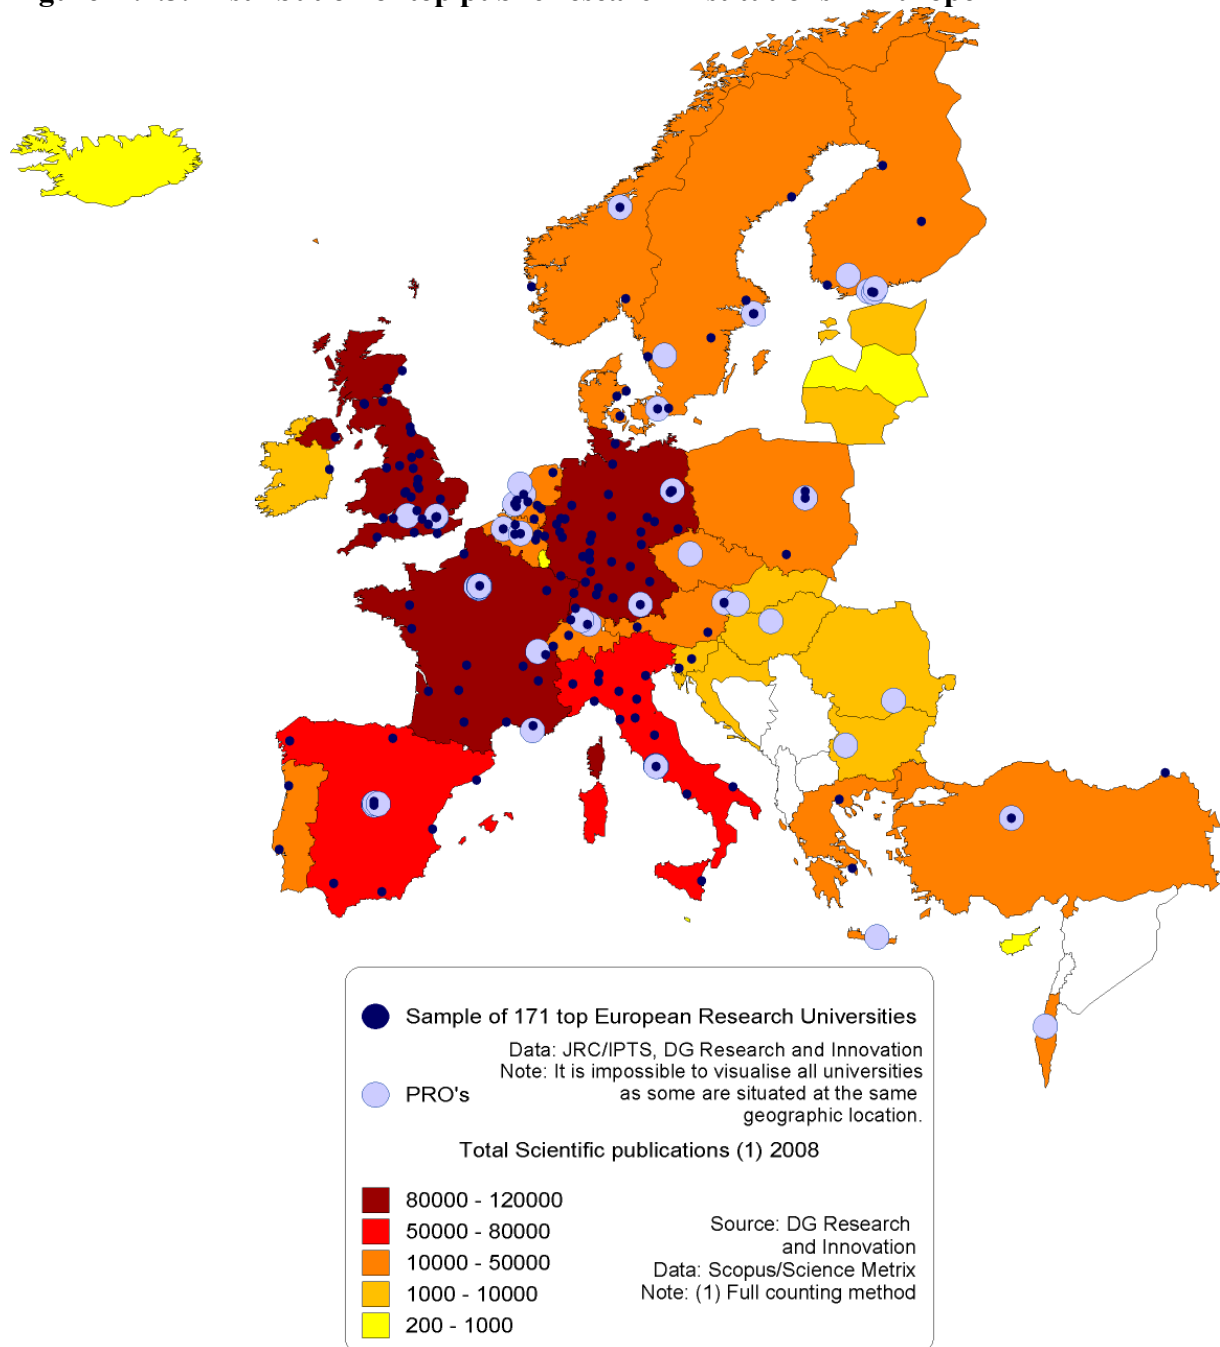 Sample of 171 top European Research Universities
Data: JRC/IPTS, DG Research and Innovation
Note: It is impossible to visualise all universities
as some are situated at the same
geographic location.
PRO's
Total Scientific publications (1) 2008
80000 - 120000
50000 - 80000
10000 - 50000
1000 - 10000
200 - 1000
Source: DG Research
and Innovation
Data: Scopus/Science Metrix
Note: (1) Full counting method